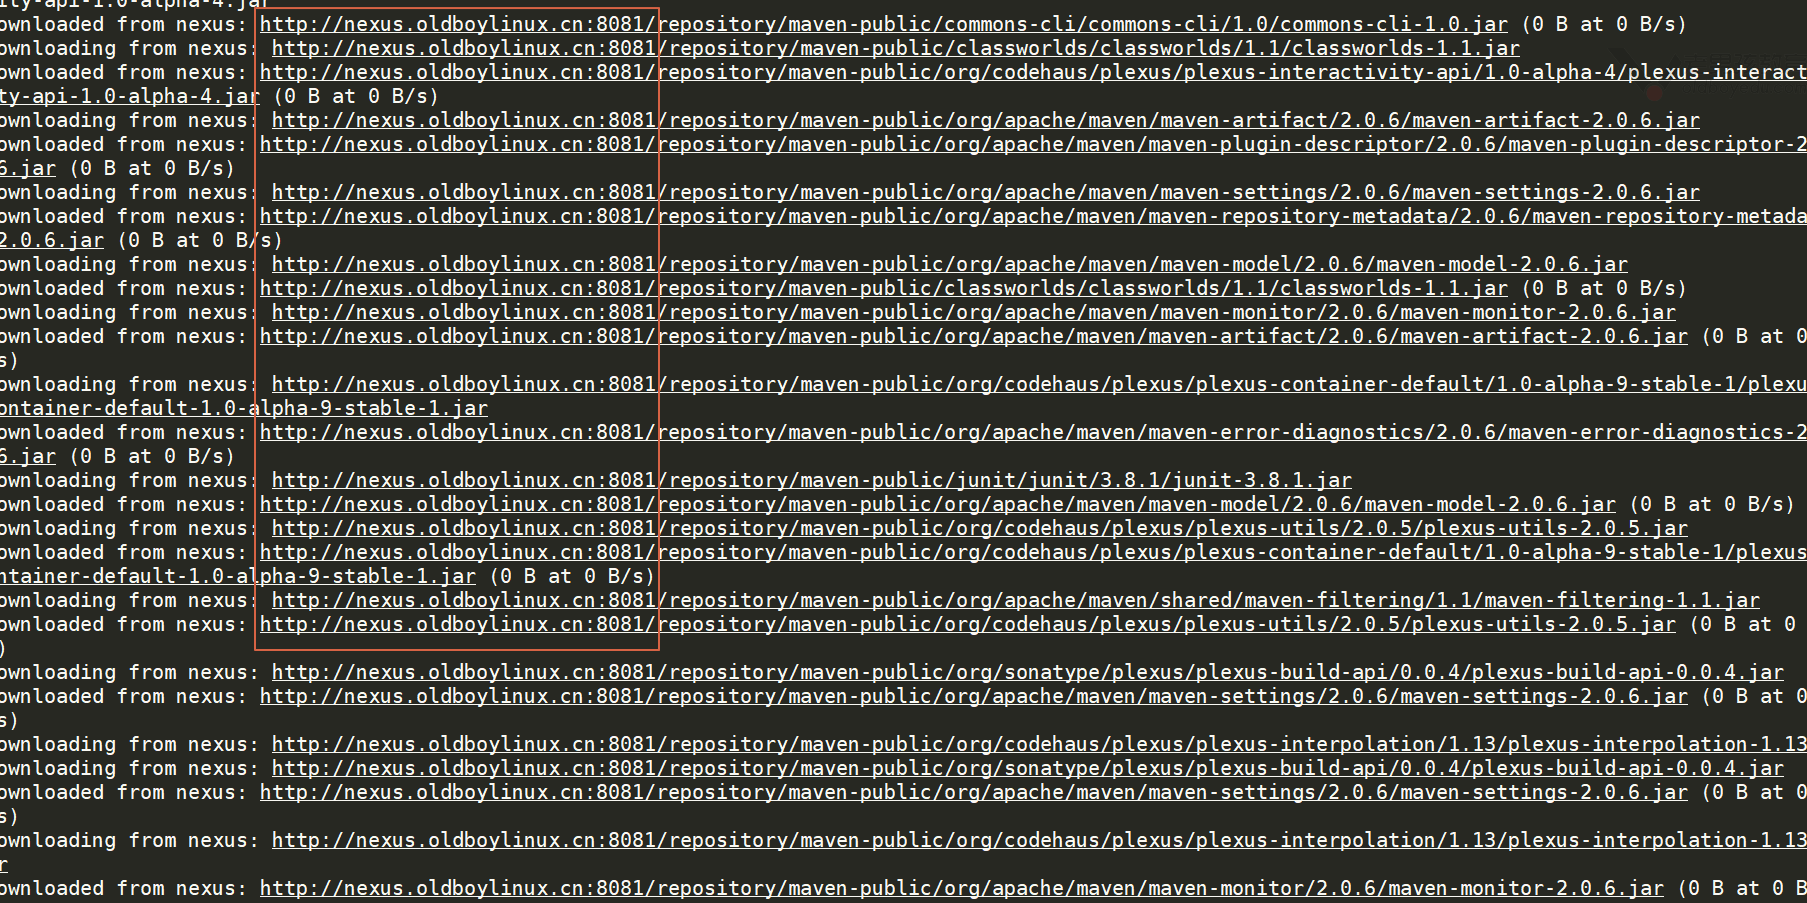 ity-api-1.0-alpha-4.jar
ownloaded from nexus: http://nexus.oldboylinux.cn:8081/repository/maven-public/commons-cli/commons-cli/1.0/commons-cli-1.0.jar (0 B at 0 B/s)
ownloading from nexus: http://nexus.oldboylinux.cn:8081/repository/maven-public/classworlds/classworlds/1.1/classworlds-1.1.jar
ownloaded from nexus: http://nexus.oldboylinux.cn:8081/repository/maven-public/org/codehaus/plexus/plexus-interactivity-api/1.0-alpha-4/plexus-interact
ty-api-1.0-alpha-4.jar (0 B at 0 B/s)
ownloading from nexus: http://nexus.oldboylinux.cn:8081/repository/maven-public/org/apache/maven/maven-artifact/2.0.6/maven-artifact-2.0.6.jar
ownloaded from nexus: http://nexus.oldboylinux.cn:8081/repository/maven-public/org/apache/maven/maven-plugin-descriptor/2.0.6/maven-plugin-descriptor-2
6.jar (0 B at 0 B/s)
ownloading from nexus: http://nexus.oldboylinux.cn:8081/repository/maven-public/org/apache/maven/maven-settings/2.0.6/maven-settings-2.0.6.jar
ownloaded from nexus: http://nexus.oldboylinux.cn:8081/repository/maven-public/org/apache/maven/maven-repository-metadata/2.0.6/maven-repository-metada
2.0.6.jar (0 B at 0 B/s)
ownloading from nexus: http://nexus.oldboylinux.cn:8081/repository/maven-public/org/apache/maven/maven-model/2.0.6/maven-model-2.0.6.jar
ownloaded from nexus: http://nexus.oldboylinux.cn:8081/repository/maven-public/classworlds/classworlds/1.1/classworlds-1.1.jar (0 B at 0 B/s)
ownloading from nexus: http://nexus.oldboylinux.cn:8081/repository/maven-public/org/apache/maven/maven-monitor/2.0.6/maven-monitor-2.0.6.jar
ownloaded from nexus: http://nexus.oldboylinux.cn:8081/repository/maven-public/org/apache/maven/maven-artifact/2.0.6/maven-artifact-2.0.6.jar (0 B at 0
s)
ownloading from nexus: http://nexus.oldboylinux.cn:8081/repository/maven-public/org/codehaus/plexus/plexus-container-default/1.0-alpha-9-stable-1/plexu
ontainer-default-1.0-alpha-9-stable-1.jar
ownloaded from nexus: http://nexus.oldboylinux.cn:8081/repository/maven-public/org/apache/maven/maven-error-diagnostics/2.0.6/maven-error-diagnostics-2
6.jar (0 B at 0 B/s)
ownloading from nexus: http://nexus.oldboylinux.cn:8081/repository/maven-public/junit/junit/3.8.1/junit-3.8.1.jar
ownloaded from nexus: http://nexus.oldboylinux.cn:8081/repository/maven-public/org/apache/maven/maven-model/2.0.6/maven-model-2.0.6.jar (0 B at 0 B/s)
ownloading from nexus: http://nexus.oldboylinux.cn:8081/repository/maven-public/org/codehaus/plexus/plexus-utils/2.0.5/plexus-utils-2.0.5.jar
ownloaded from nexus: http://nexus.oldboylinux.cn:8081/repository/maven-public/org/codehaus/plexus/plexus-container-default/1.0-alpha-9-stable-1/plexus
ntainer-default-1.0-alpha-9-stable-1.jar (0 B at 0 B/s)
ownloading from nexus: http://nexus.oldboylinux.cn:8081/repository/maven-public/org/apache/maven/shared/maven-filtering/1.1/maven-filtering-1.1.jar
ownloaded from nexus: http://nexus.oldboylinux.cn:8081/repository/maven-public/org/codehaus/plexus/plexus-utils/2.0.5/plexus-utils-2.0.5.jar (0 B at 0
)
ownloading from nexus: http://nexus.oldboylinux.cn:8081/repository/maven-public/org/sonatype/plexus/plexus-build-api/0.0.4/plexus-build-api-0.0.4.jar
ownloaded from nexus: http://nexus.oldboylinux.cn:8081/repository/maven-public/org/apache/maven/maven-settings/2.0.6/maven-settings-2.0.6.jar (0 B at 0
s)
ownloading from nexus: http://nexus.oldboylinux.cn:8081/repository/maven-public/org/codehaus/plexus/plexus-interpolation/1.13/plexus-interpolation-1.13
ownloading from nexus: http://nexus.oldboylinux.cn:8081/repository/maven-public/org/sonatype/plexus/plexus-build-api/0.0.4/plexus-build-api-0.0.4.jar
ownloaded from nexus: http://nexus.oldboylinux.cn:8081/repository/maven-public/org/apache/maven/maven-settings/2.0.6/maven-settings-2.0.6.jar (0 B at 0
s)
ownloading from nexus: http://nexus.oldboylinux.cn:8081/repository/maven-public/org/codehaus/plexus/plexus-interpolation/1.13/plexus-interpolation-1.13
r
ownloaded from nexus: http://nexus.oldboylinux.cn:8081/repository/maven-public/org/apache/maven/maven-monitor/2.0.6/maven-monitor-2.0.6.jar (0 B at 0 B